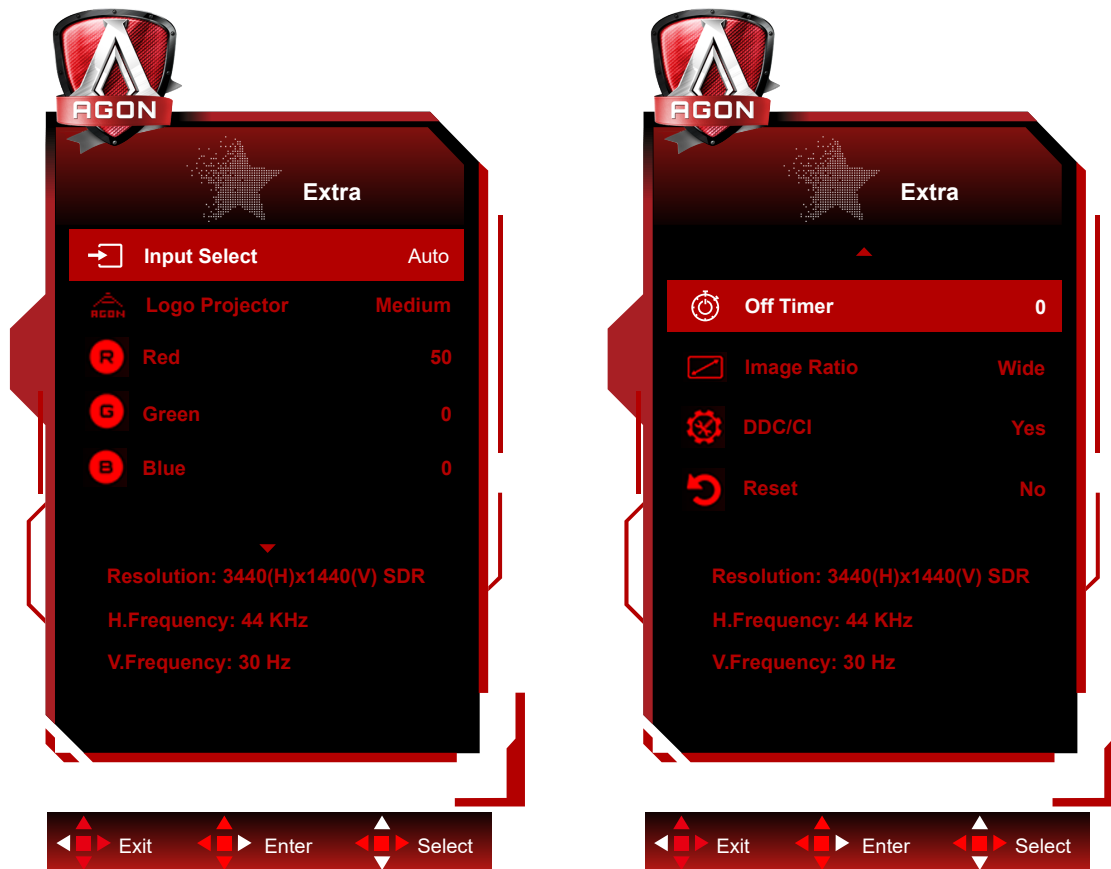 AGON
Extra
Input Select Auto
AGON Logo Projector Medium
R Red 50
G Green 0
B Blue 0
Resolution: 3440(H)x1440(V) SDR
H.Frequency: 44 KHz
V.Frequency: 30 Hz
Exit Enter Select
AGON
Extra
Off Timer 0
Image Ratio Wide
DDC/CI Yes
Reset No
Resolution: 3440(H)x1440(V) SDR
H.Frequency: 44 KHz
V.Frequency: 30 Hz
Exit Enter Select